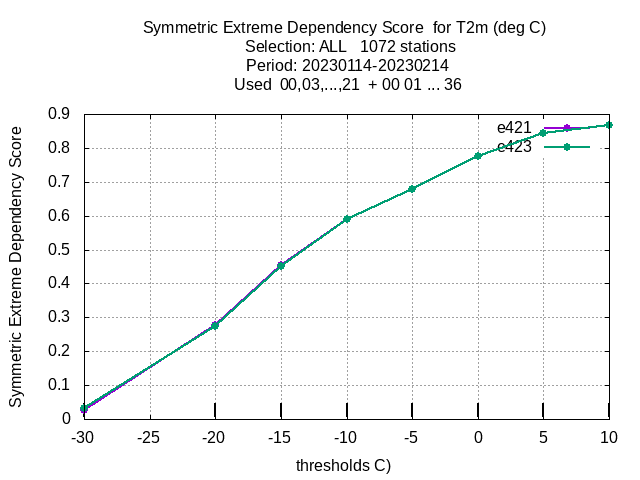 Symmetric Extreme Dependency Score  for T2m (deg C)
Selection: ALL   1072 stations
Period: 20230114-20230214
Used  00,03,...,21  + 00 01 ... 36
Symmetric Extreme Dependency Score
0.9
0.8
0.7
0.6
0.5
0.4
0.3
0.2
0.1
0
e421
e423
-30 -25 -20 -15 -10 -5 0 5 10
thresholds C)